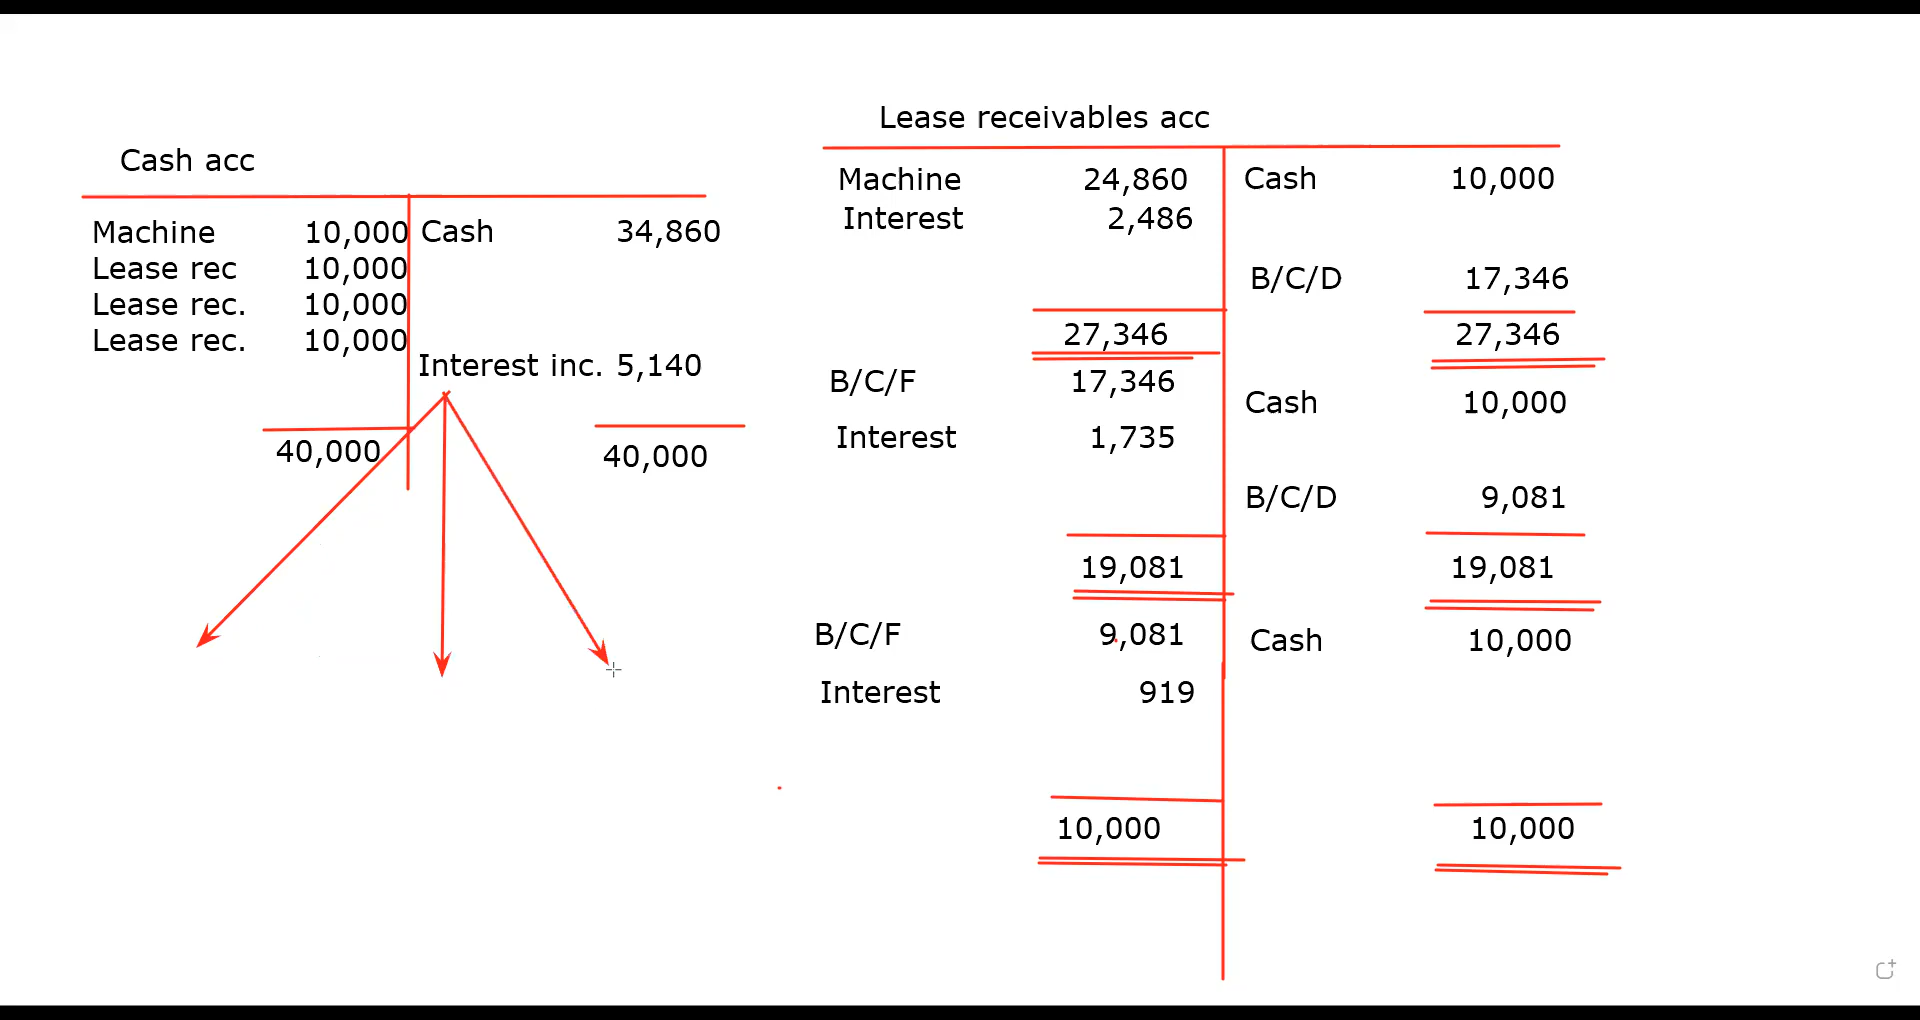 Cash acc
Machine 10,000 Cash 34,860
Lease rec 10,000
Lease rec. 10,000
Lease rec. 10,000
Interest inc. 5,140
40,000 40,000
Lease receivables acc
Machine 24,860 Cash 10,000
Interest 2,486
B/C/D 17,346
27,346 27,346
B/C/F 17,346 Cash 10,000
Interest 1,735
B/C/D 9,081
19,081 19,081
B/C/F 9,081 Cash 10,000
Interest 919
10,000 10,000